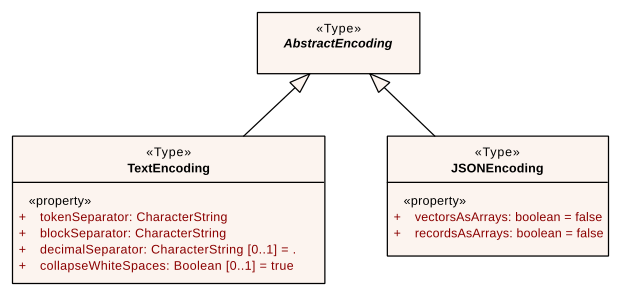 «Type»
AbstractEncoding
«Type»
TextEncoding
«property»
+ tokenSeparator: CharacterString
+ blockSeparator: CharacterString
+ decimalSeparator: CharacterString [0..1] = .
+ collapseWhiteSpaces: Boolean [0..1] = true
«Type»
JSONEncoding
«property»
+ vectorsAsArrays: boolean = false
+ recordsAsArrays: boolean = false